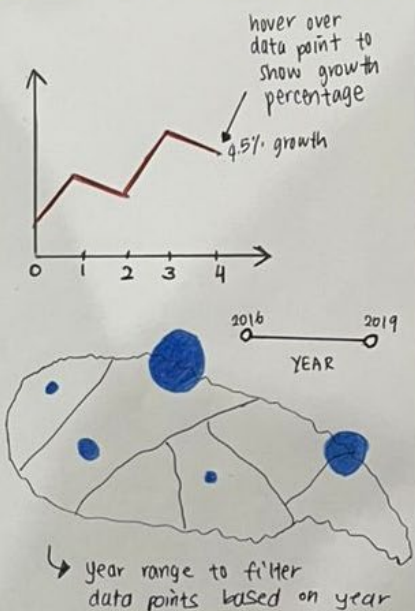 hover over
data point to
show growth
percentage
4.5% growth
0 1 2 3 4
2016 2019
YEAR
year range to filter
data points based on year